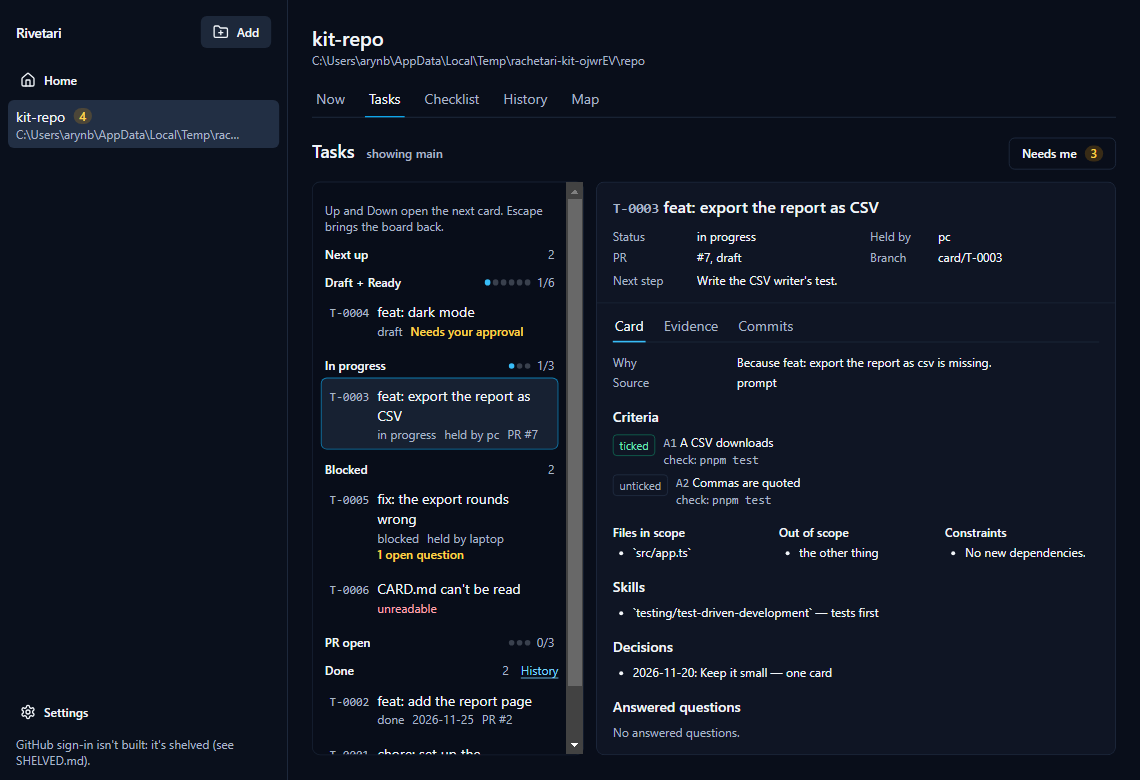 Rivetari
Add
Home
kit-repo 4
C:\Users\arynb\AppData\Local\Temp\rac...
Settings
GitHub sign-in isn't built: it's shelved (see
SHELVED.md).
kit-repo
C:\Users\arynb\AppData\Local\Temp\rachetari-kit-ojwrEV\repo
Now Tasks Checklist History Map
Tasks showing main
Needs me 3
Up and Down open the next card. Escape
brings the board back.
Next up 2
Draft + Ready 1/6
T-0004 feat: dark mode
draft Needs your approval
In progress 1/3
T-0003 feat: export the report as
CSV
in progress held by pc PR #7
Blocked 2
T-0005 fix: the export rounds
wrong
blocked held by laptop
1 open question
T-0006 CARD.md can't be read
unreadable
PR open 0/3
Done 2 History
T-0002 feat: add the report page
done 2026-11-25 PR #2
T-0001 chore: set up the
T-0003 feat: export the report as CSV
Status in progress Held by pc
PR #7, draft Branch card/T-0003
Next step Write the CSV writer's test.
Card Evidence Commits
Why Because feat: export the report as csv is missing.
Source prompt
Criteria
ticked A1 A CSV downloads
check: pnpm test
unticked A2 Commas are quoted
check: pnpm test
Files in scope Out of scope Constraints
• `src/app.ts` • the other thing • No new dependencies.
Skills
• `testing/test-driven-development` — tests first
Decisions
• 2026-11-20: Keep it small — one card
Answered questions
No answered questions.